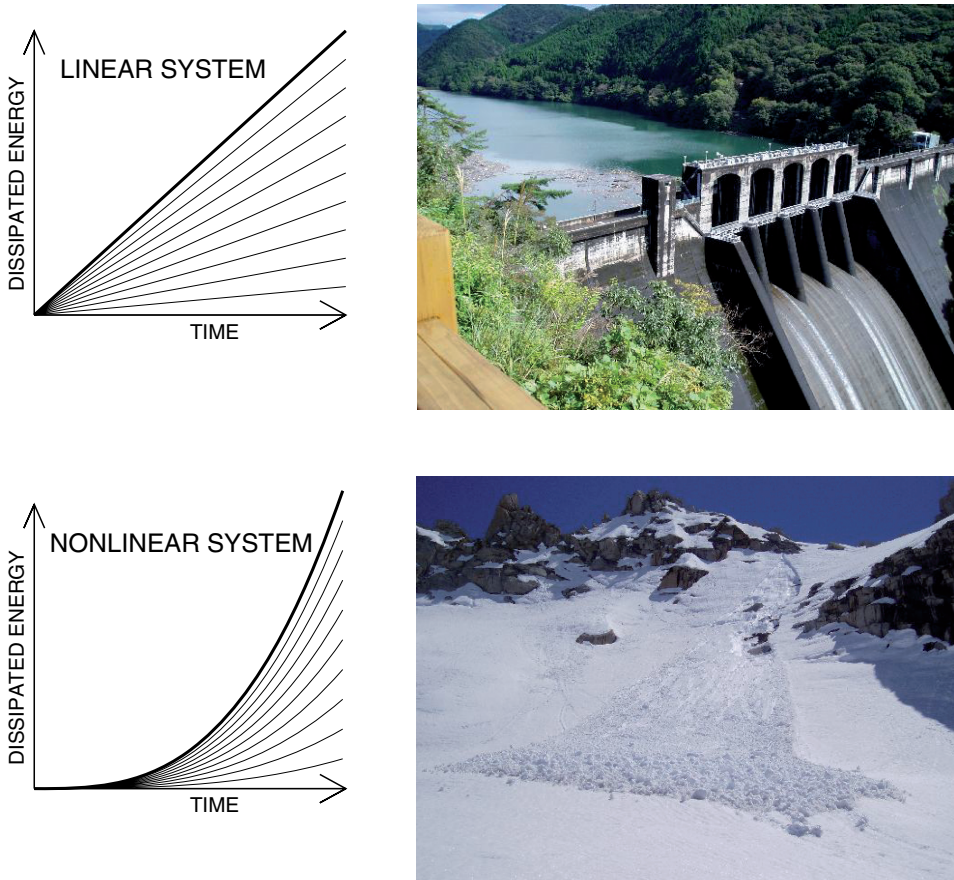 LINEAR SYSTEM
DISSIPATED ENERGY
TIME
NONLINEAR SYSTEM
DISSIPATED ENERGY
TIME